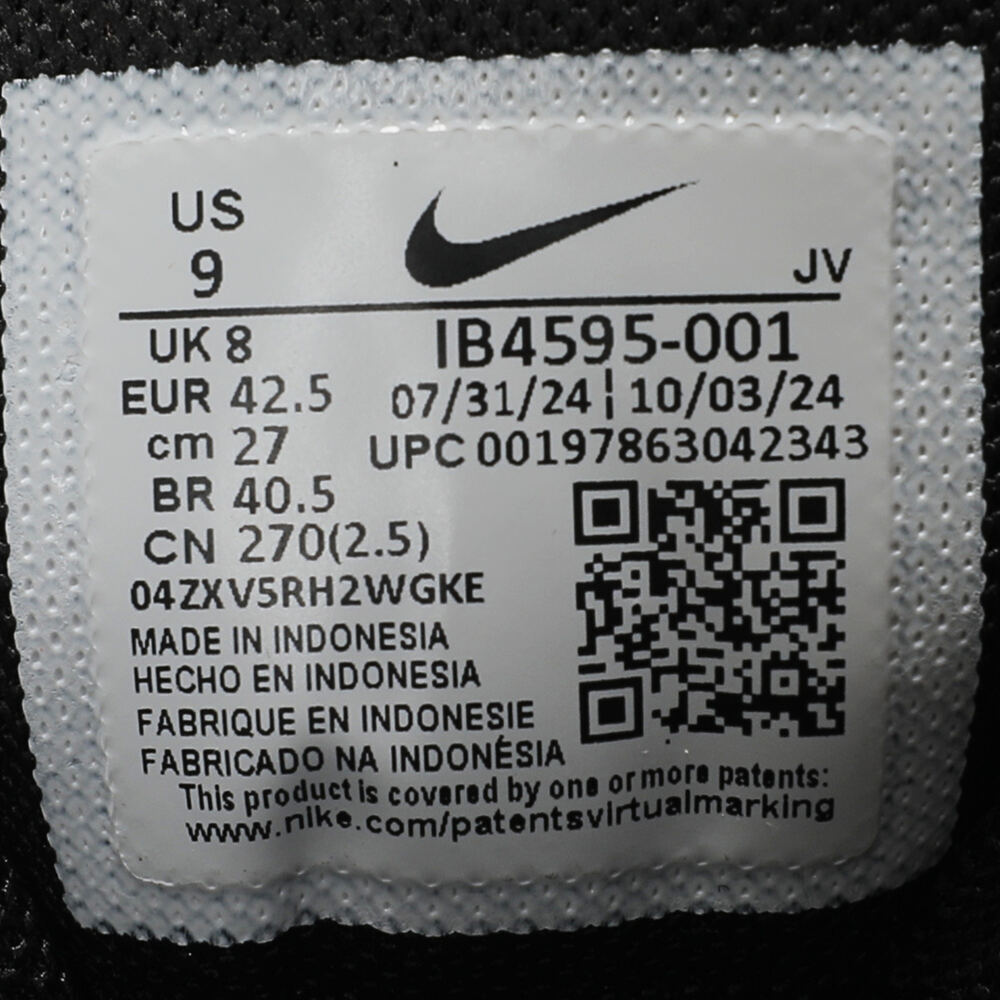 US
9
JV
UK 8
IB4595-001
EUR 42.5
07/31/24 | 10/03/24
cm 27
UPC 00197863042343
BR 40.5
CN 270(2.5)
04ZXV5RH2WGKE
MADE IN INDONESIA
HECHO EN INDONESIA
FABRIQUE EN INDONESIE
FABRICADO NA INDONÉSIA
This product is covered by one or more patents:
www.nike.com/patentsvirtualmarking